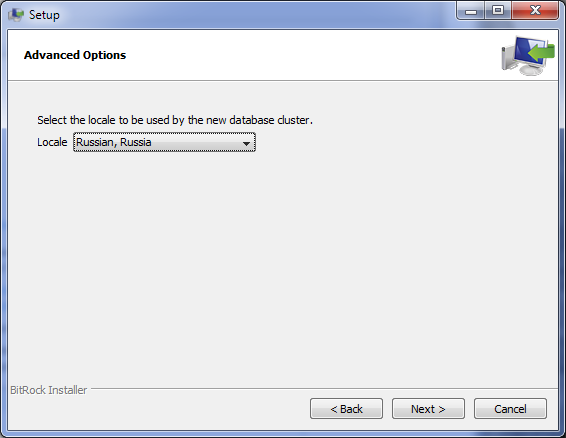 Setup
Advanced Options
Select the locale to be used by the new database cluster.
Locale Russian, Russia
BitRock Installer
< Back Next > Cancel